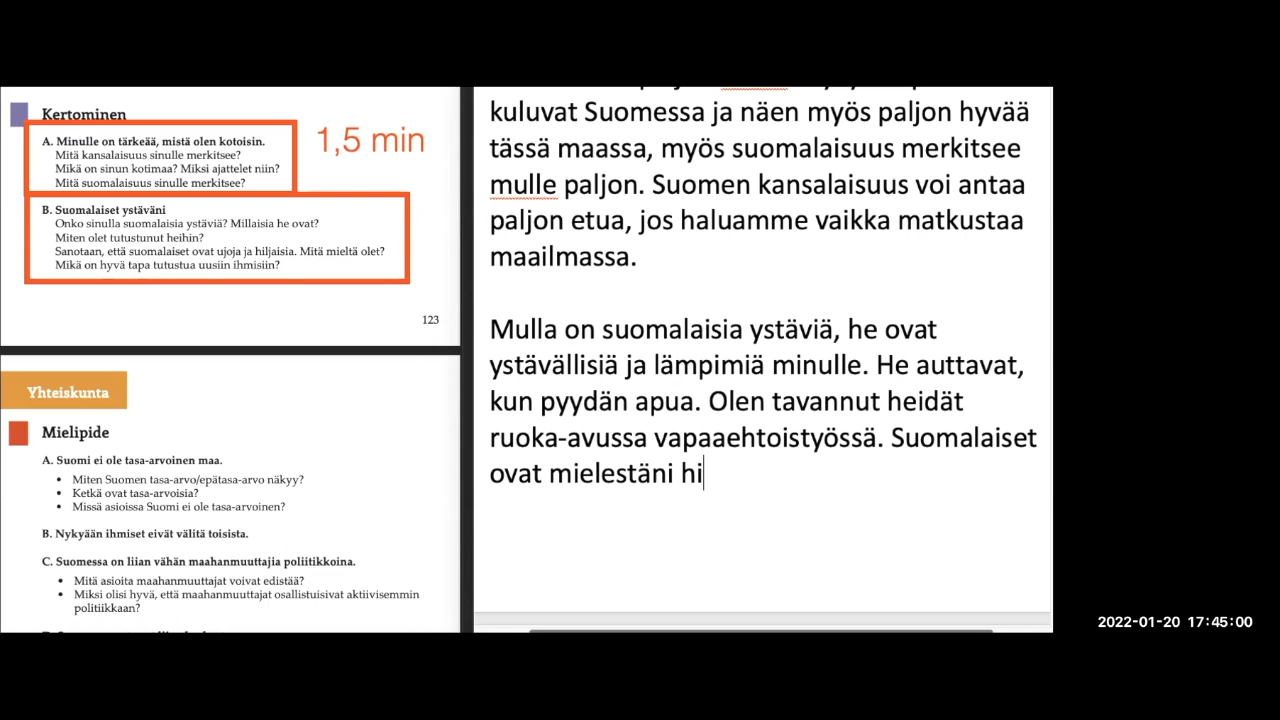 Kertominen
A. Minulle on tärkeää, mistä olen kotoisin.
Mitä kansalaisuus sinulle merkitsee?
Mikä on sinun kotimaa? Miksi ajattelet niin?
Mitä suomalaisuus sinulle merkitsee?
1,5 min
B. Suomalaiset ystäväni
Onko sinulla suomalaisia ystäviä? Millaisia he ovat?
Miten olet tutustunut heihin?
Sanotaan, että suomalaiset ovat ujoja ja hiljaisia. Mitä mieltä olet?
Mikä on hyvä tapa tutustua uusiin ihmisiin?
123
Yhteiskunta
Mielipide
A. Suomi ei ole tasa-arvoinen maa.
• Miten Suomen tasa-arvo/epätasa-arvo näkyy?
• Ketkä ovat tasa-arvoisia?
• Missä asioissa Suomi ei ole tasa-arvoinen?
B. Nykyään ihmiset eivät välitä toisista.
C. Suomessa on liian vähän maahanmuuttajia poliitikkoina.
• Mitä asioita maahanmuuttajat voivat edistää?
• Miksi olisi hyvä, että maahanmuuttajat osallistuisivat aktiivisemmin
politiikkaan?
kuluvat Suomessa ja näen myös paljon hyvää
tässä maassa, myös suomalaisuus merkitsee
mulle paljon. Suomen kansalaisuus voi antaa
paljon etua, jos haluamme vaikka matkustaa
maailmassa.
Mulla on suomalaisia ystäviä, he ovat
ystävällisiä ja lämpimiä minulle. He auttavat,
kun pyydän apua. Olen tavannut heidät
ruoka-avussa vapaaehtoistyössä. Suomalaiset
ovat mielestäni hi
2022-01-20 17:45:00